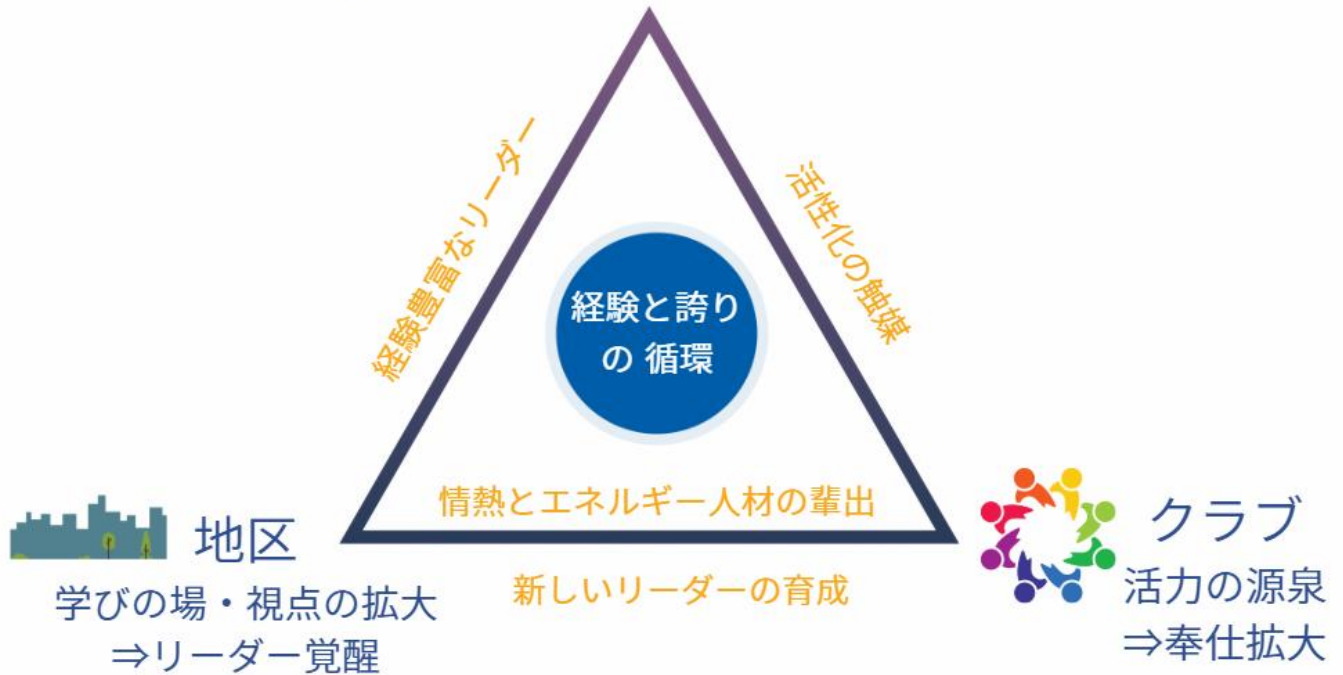 経験豊富なリーダー
活性化の触媒
経験と誇り
の 循環
情熱とエネルギー人材の輩出
新しいリーダーの育成
地区
学びの場・視点の拡大
⇒リーダー覚醒
クラブ
活力の源泉
⇒奉仕拡大